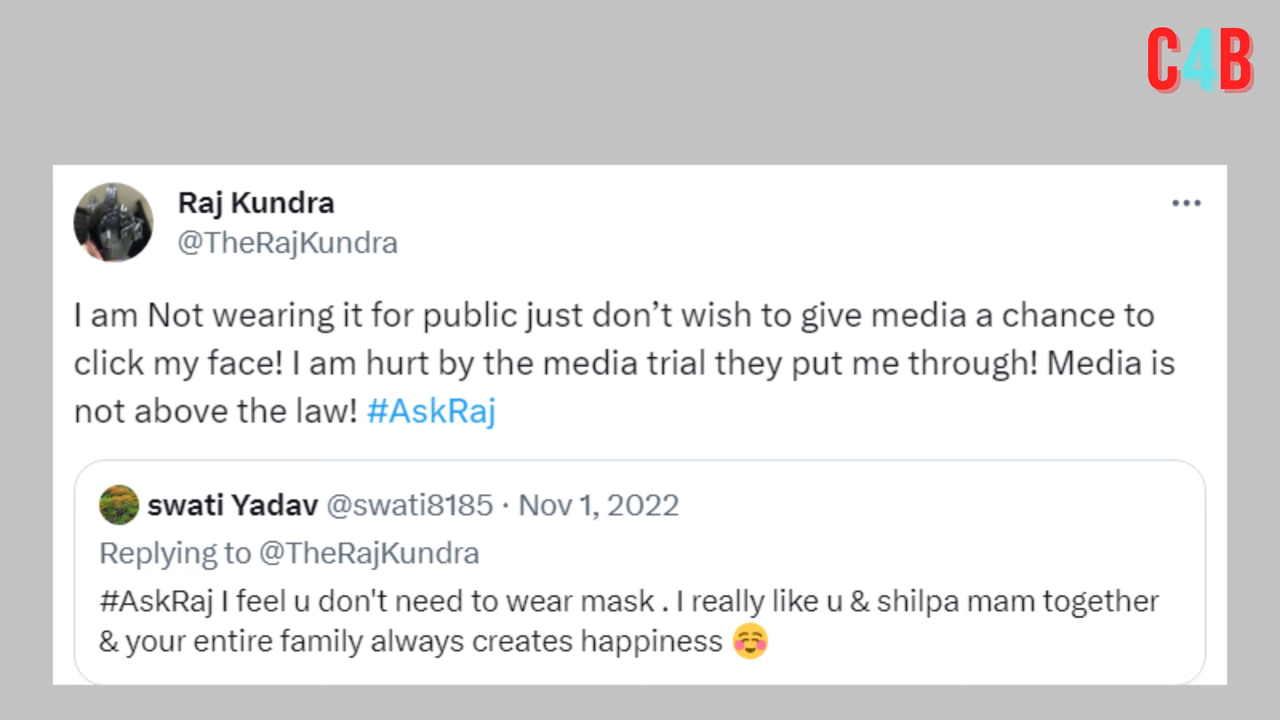 C4B
Raj Kundra
@TheRajKundra
I am Not wearing it for public just don’t wish to give media a chance to
click my face! I am hurt by the media trial they put me through! Media is
not above the law! #AskRaj
swati Yadav @swati8185 · Nov 1, 2022
Replying to @TheRajKundra
#AskRaj I feel u don't need to wear mask . I really like u & shilpa mam together
& your entire family always creates happiness ☺️